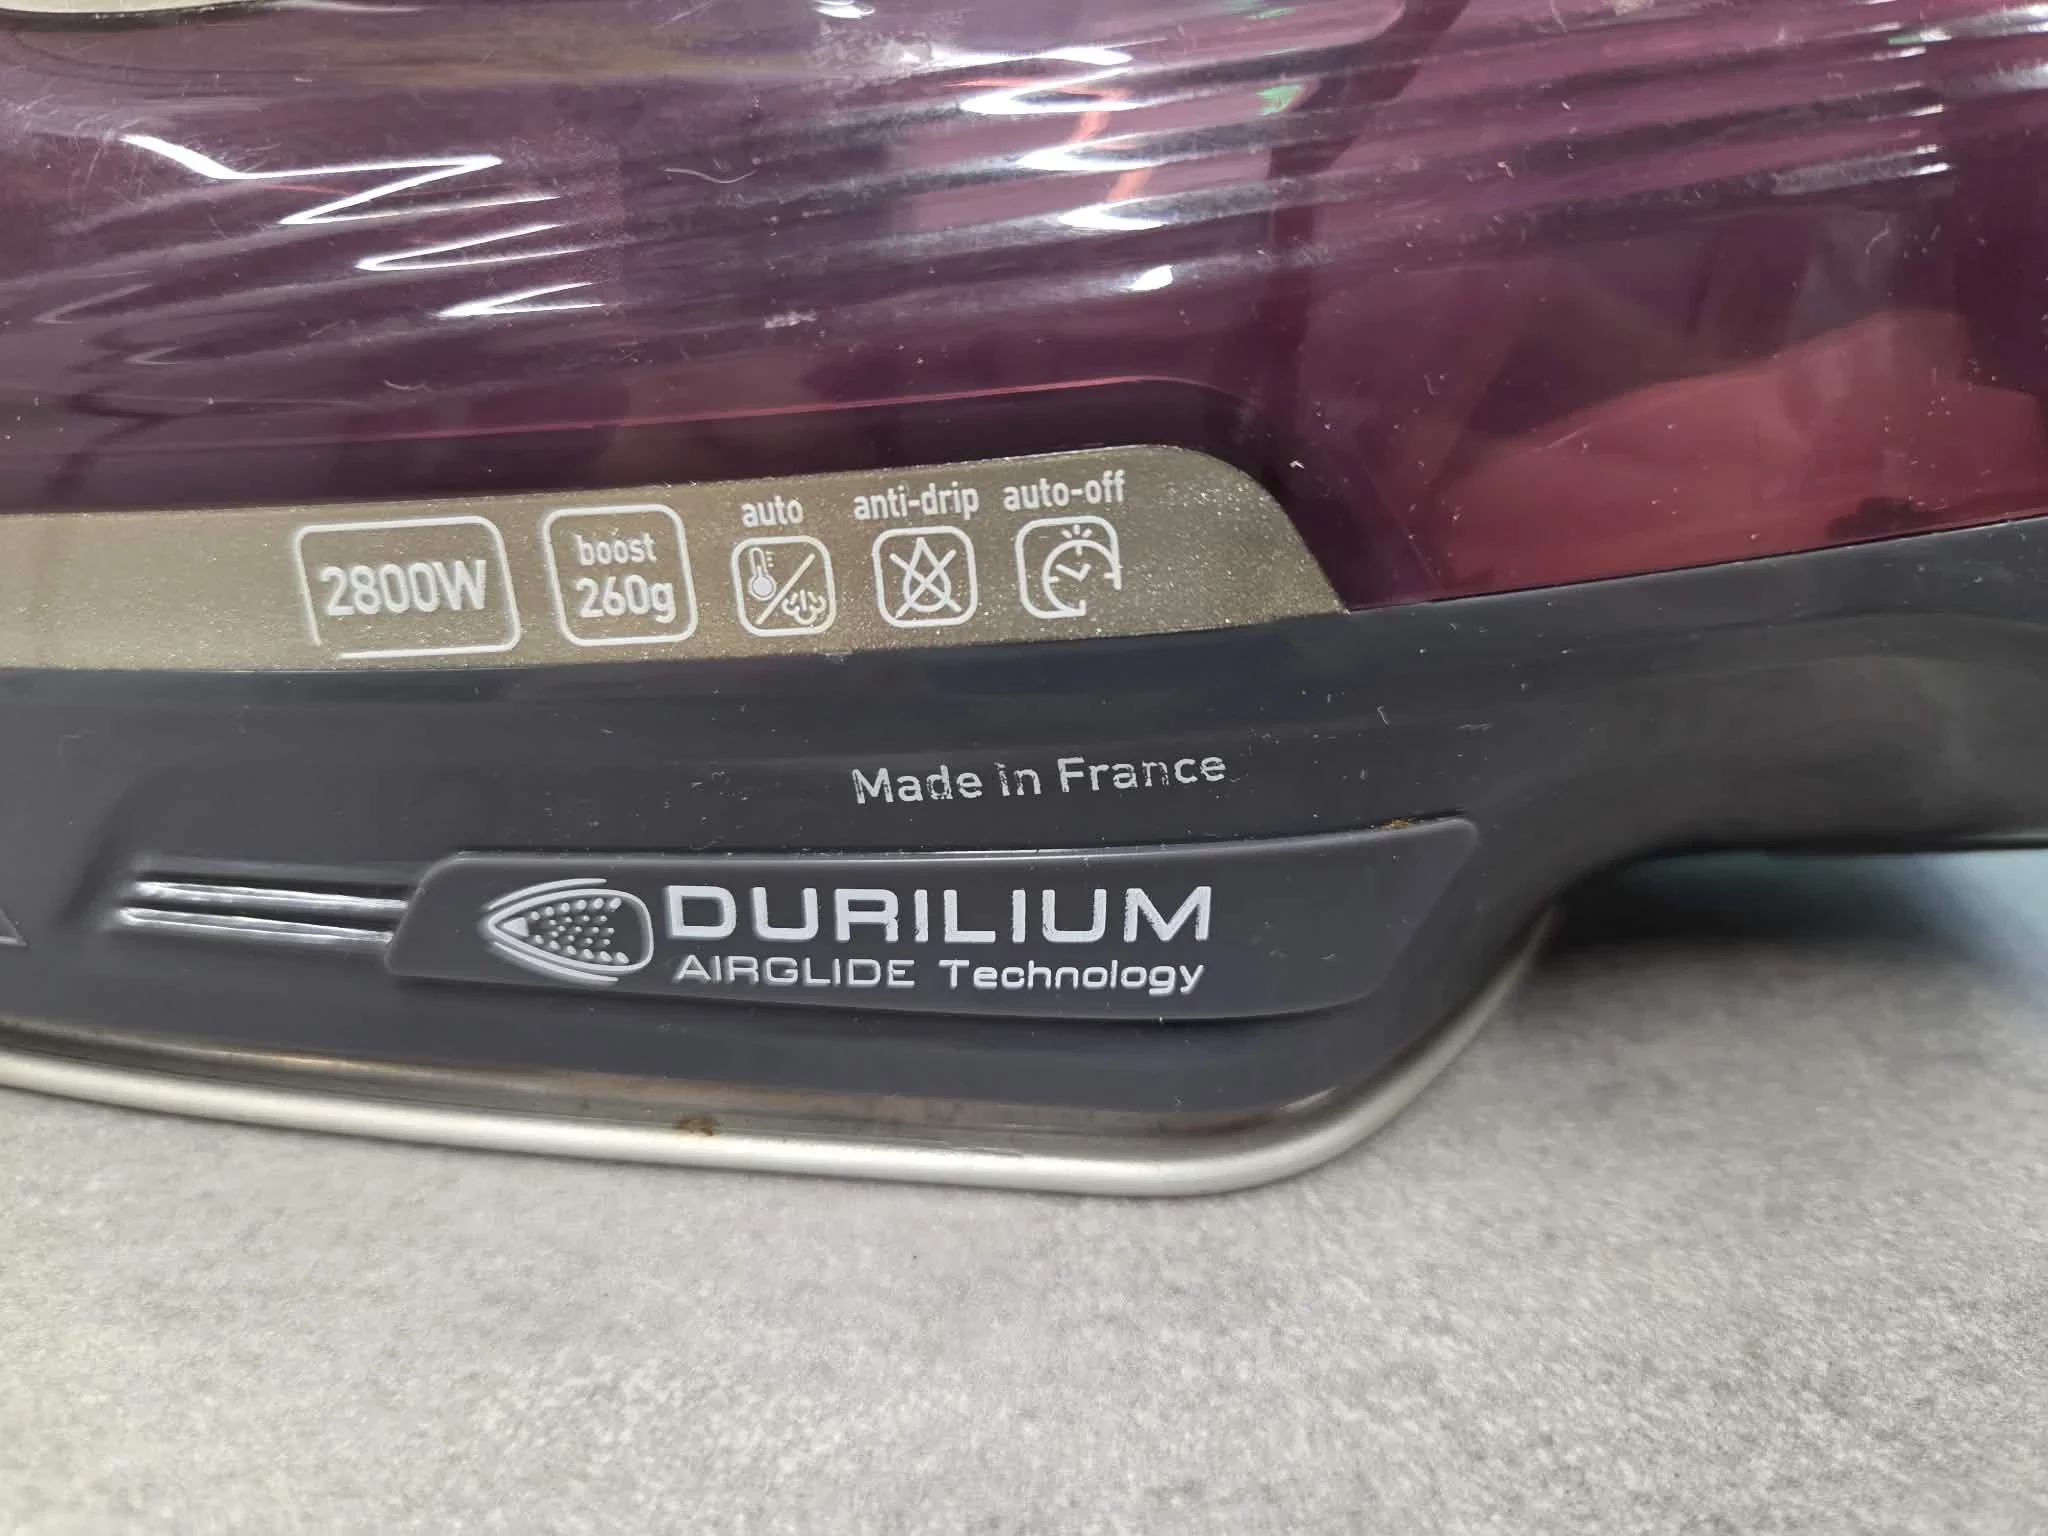 2800W
boost
260g
auto
anti-drip
auto-off
Made in France
DURILIUM
AIRGLIDE Technology